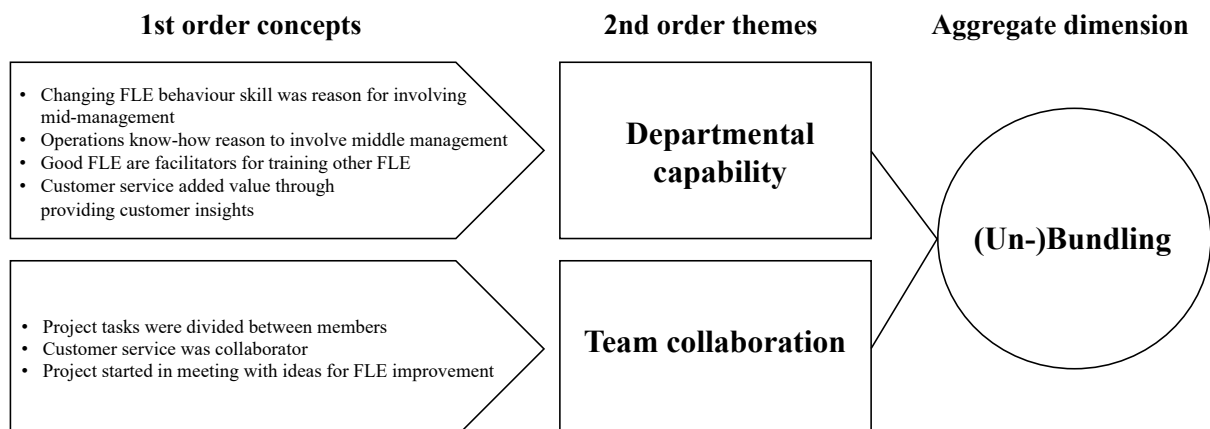 1st order concepts
2nd order themes
Aggregate dimension
• Changing FLE behaviour skill was reason for involving
mid-management
• Operations know-how reason to involve middle management
• Good FLE are facilitators for training other FLE
• Customer service added value through
providing customer insights
Departmental
capability
(Un-)Bundling
• Project tasks were divided between members
• Customer service was collaborator
• Project started in meeting with ideas for FLE improvement
Team collaboration